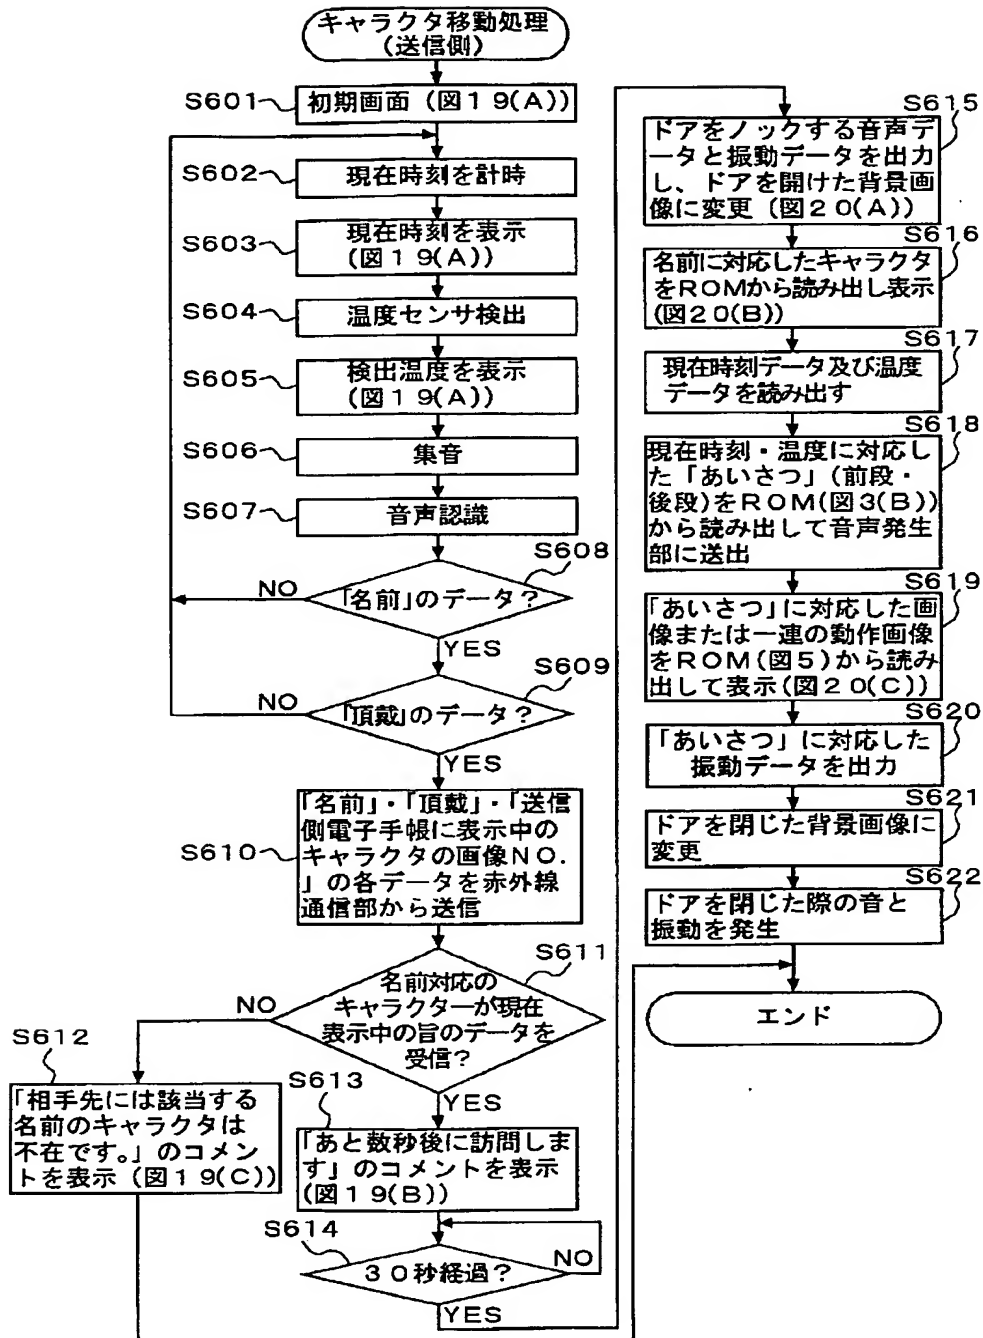 キャラクタ移動処理
(送信側)
S601
初期画面 (図19(A))
S602
現在時刻を計時
S603
現在時刻を表示
(図19(A))
S604
温度センサ検出
S605
検出温度を表示
(図19(A))
S606
集音
S607
音声認識
S608
「名前」のデータ?
NO
YES
S609
「頂戴」のデータ?
NO
YES
S610
「名前」・「頂戴」・「送信
側電子手帳に表示中の
キャラクタの画像NO.
」の各データを赤外線
通信部から送信
S611
名前対応の
キャラクターが現在
表示中の旨のデータを
受信?
NO
YES
S612
「相手先には該当する
名前のキャラクタは
不在です。」のコメン
トを表示 (図19(C))
S613
「あと数秒後に訪問しま
す」のコメントを表示
(図19(B))
S614
30秒経過?
NO
YES
S615
ドアをノックする音声デ
ータと振動データを出力
し、ドアを開けた背景画
像に変更 (図20(A))
S616
名前に対応したキャラクタ
をROMから読み出し表示
(図20(B))
S617
現在時刻データ及び温度
データを読み出す
S618
現在時刻・温度に対応し
た「あいさつ」(前段・
後段)をROM(図3(B))
から読み出して音声発生
部に送出
S619
「あいさつ」に対応した画
像または一連の動作画像
をROM(図5)から読み
出して表示(図20(C))
S620
「あいさつ」に対応した
振動データを出力
S621
ドアを閉じた背景画像に
変更
S622
ドアを閉じた際の音と
振動を発生
エンド